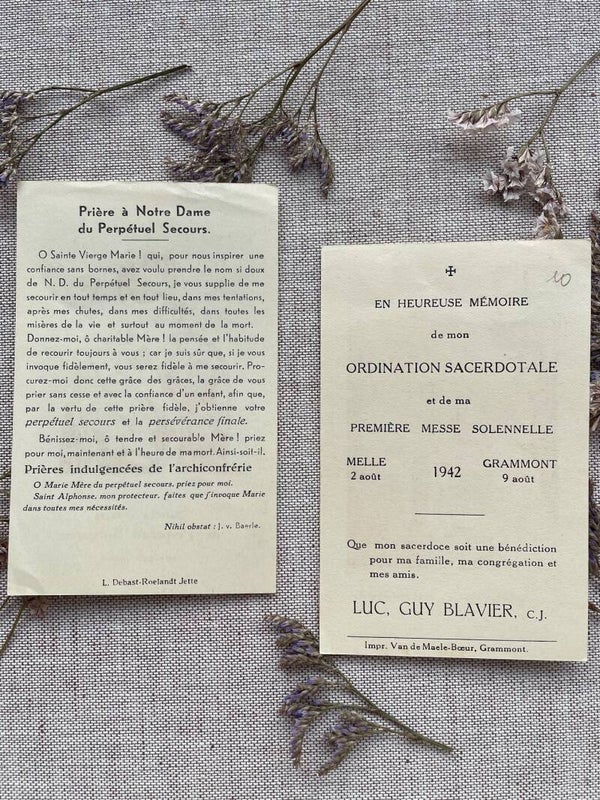 Prière à Notre Dame
du Perpétuel Secours.
O Sainte Vierge Marie ! qui, pour nous inspirer une
confiance sans bornes, avez voulu prendre le nom si doux
de N. D. du Perpétuel Secours, je vous supplie de me
secourir en tout temps et en tout lieu, dans mes tentations,
après mes chutes, dans mes difficultés, dans toutes les
misères de la vie et surtout au moment de la mort.
Donnez-moi, ô charitable Mère ! la pensée et l'habitude
de recourir toujours à vous ; car je suis sûr que, si je vous
invoque fidèlement, vous serez fidèle à me secourir. Pro-
curez-moi donc cette grâce des grâces, la grâce de vous
prier sans cesse et avec la confiance d'un enfant, afin que,
par la vertu de cette prière fidèle, j'obtienne votre
perpétuel secours et la persévérance finale.
Bénissez-moi, ô tendre et secourable Mère ! priez
pour moi, maintenant et à l'heure de ma mort. Ainsi-soit-il.
Prières indulgencées de l'archiconfrérie
O Marie Mère du perpétuel secours, priez pour moi.
Saint Alphonse, mon protecteur, faites que j'invoque Marie
dans toutes mes nécessités.
Nihil obstat : J. v. Baerle.
L. Debast-Roelandt Jette
10
EN HEUREUSE MÉMOIRE
de mon
ORDINATION SACERDOTALE
et de ma
PREMIÈRE MESSE SOLENNELLE
MELLE 1942 GRAMMONT
2 août 9 août
Que mon sacerdoce soit une bénédiction
pour ma famille, ma congrégation et
mes amis.
LUC, GUY BLAVIER, C.J.
Impr. Van de Maele-Bœur, Grammont.